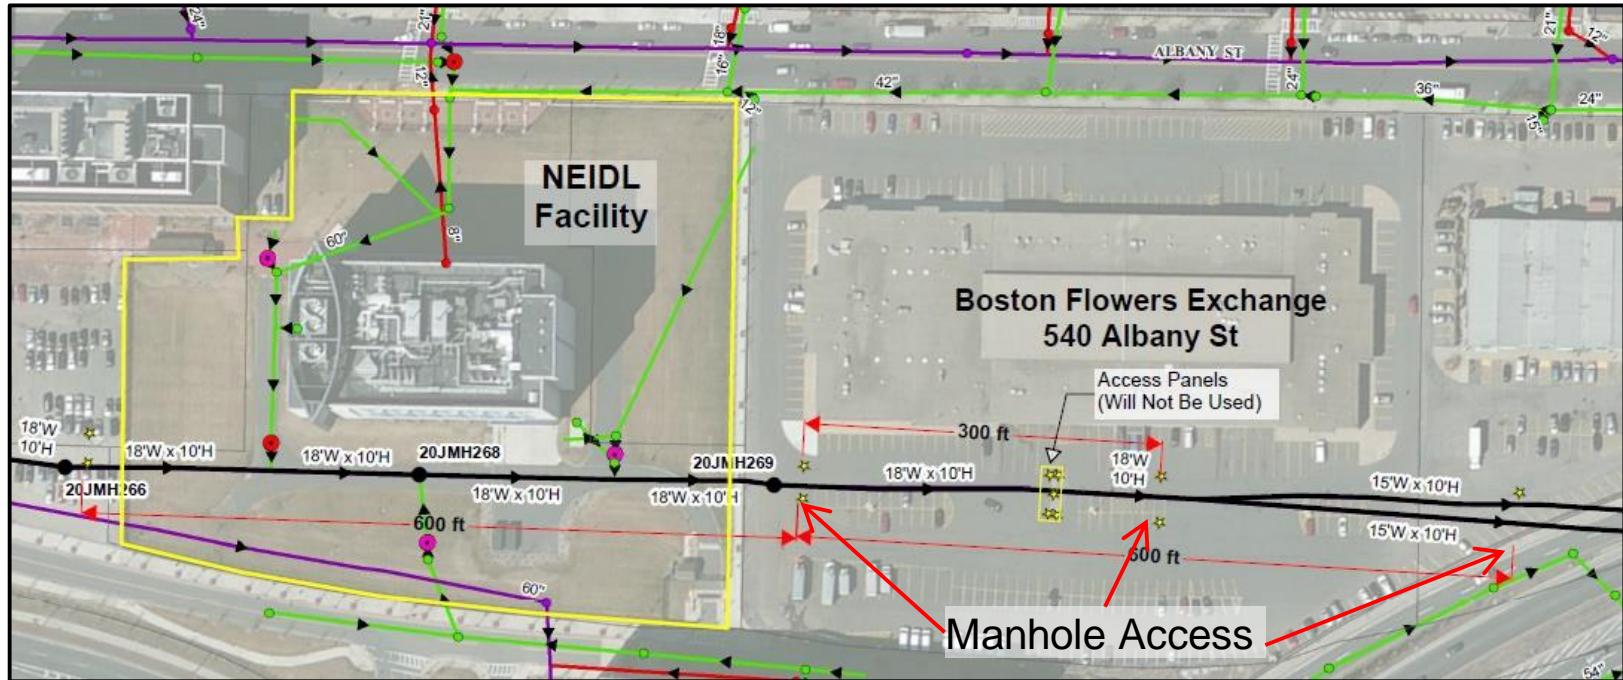 24"
21"
18"
21"
12"
ALBANY ST
12"
16"
24"
42"
36"
24"
12"
15"
NEIDL
Facility
60"
8"
Boston Flowers Exchange
540 Albany St
Access Panels
(Will Not Be Used)
300 ft
18'W
10'H
18'W x 10'H
18'W x 10'H
20JMH268
20JMH269
18'W x 10'H
18'W
10'H
15'W x 10'H
20JMH266
18'W x 10'H
18'W x 10'H
600 ft
15'W x 10'H
600 ft
60"
Manhole Access
54"